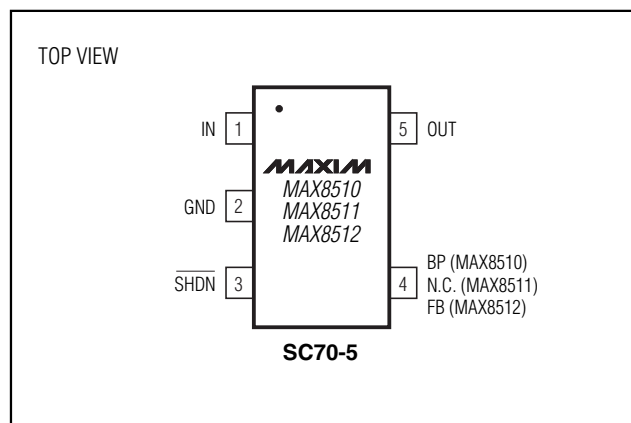 TOP VIEW
IN 1
5 OUT
MAXIM
MAX8510
MAX8511
MAX8512
GND 2
SHDN 3
4
BP (MAX8510)
N.C. (MAX8511)
FB (MAX8512)
SC70-5